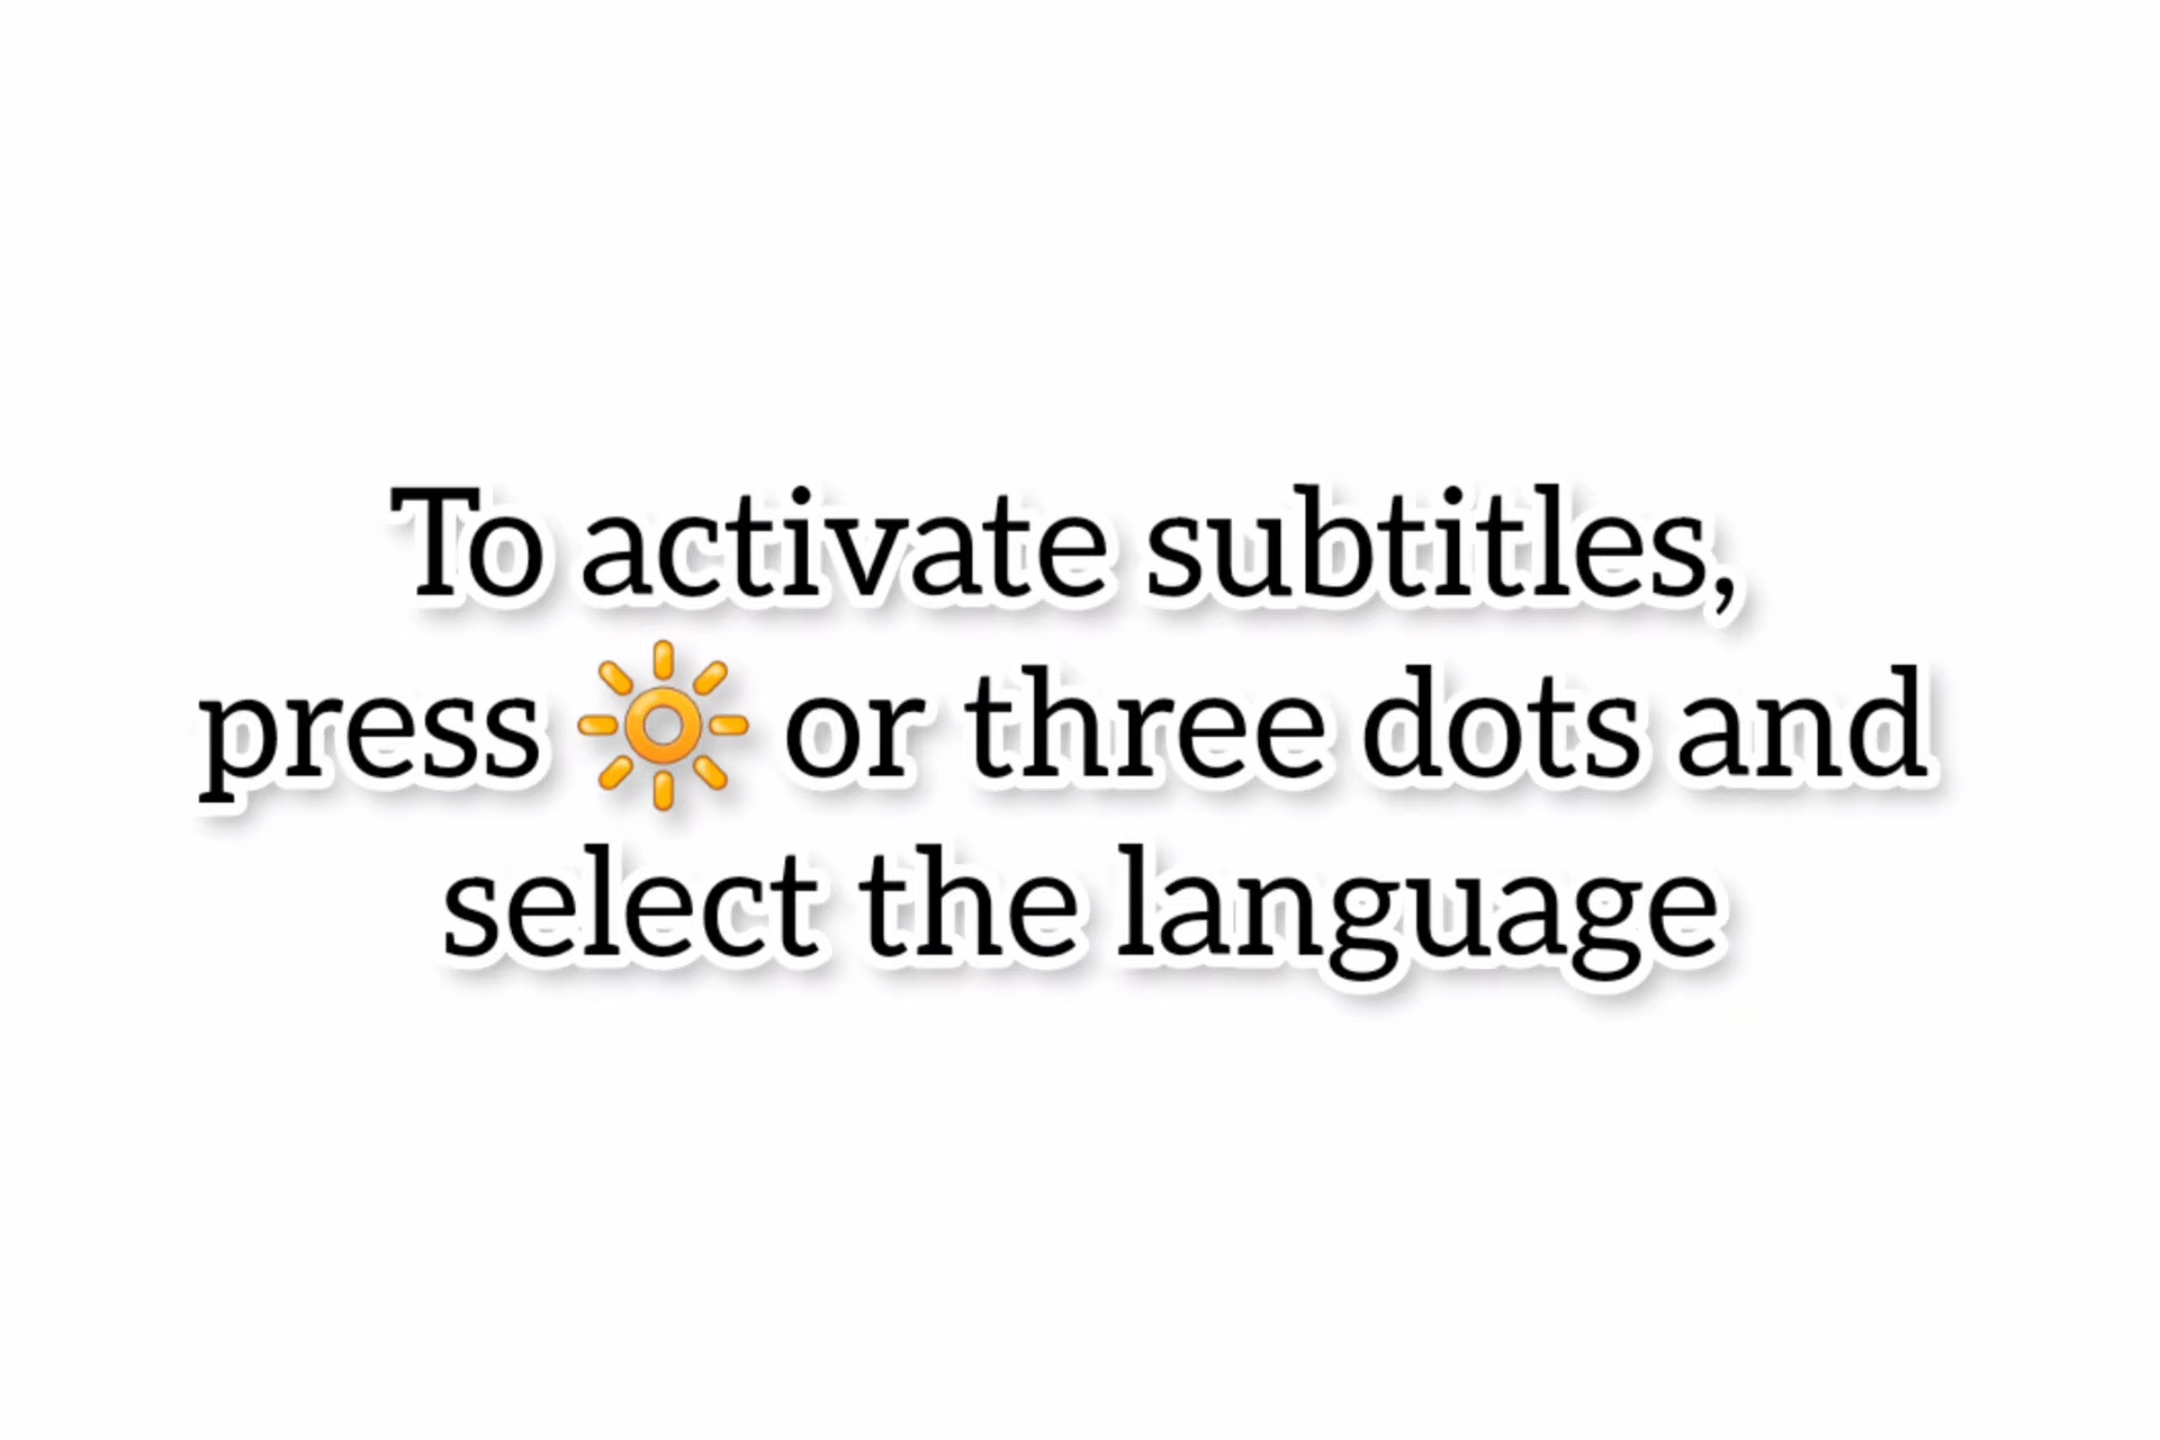 To activate subtitles,
press 🔆 or three dots and
select the language